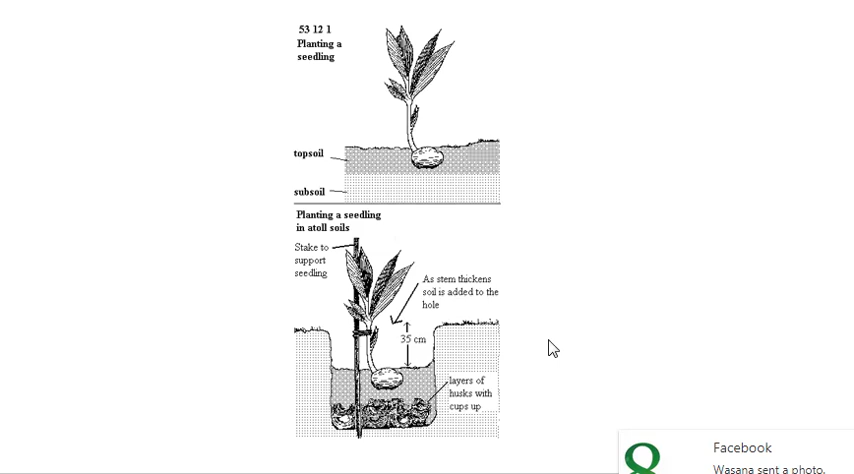 53 12 1
Planting a
seedling
topsoil
subsoil
Planting a seedling
in atoll soils
Stake to
support
seedling
As stem thickens
soil is added to the
hole
35 cm
layers of
husks with
cups up
Facebook
Wasana sent a photo.